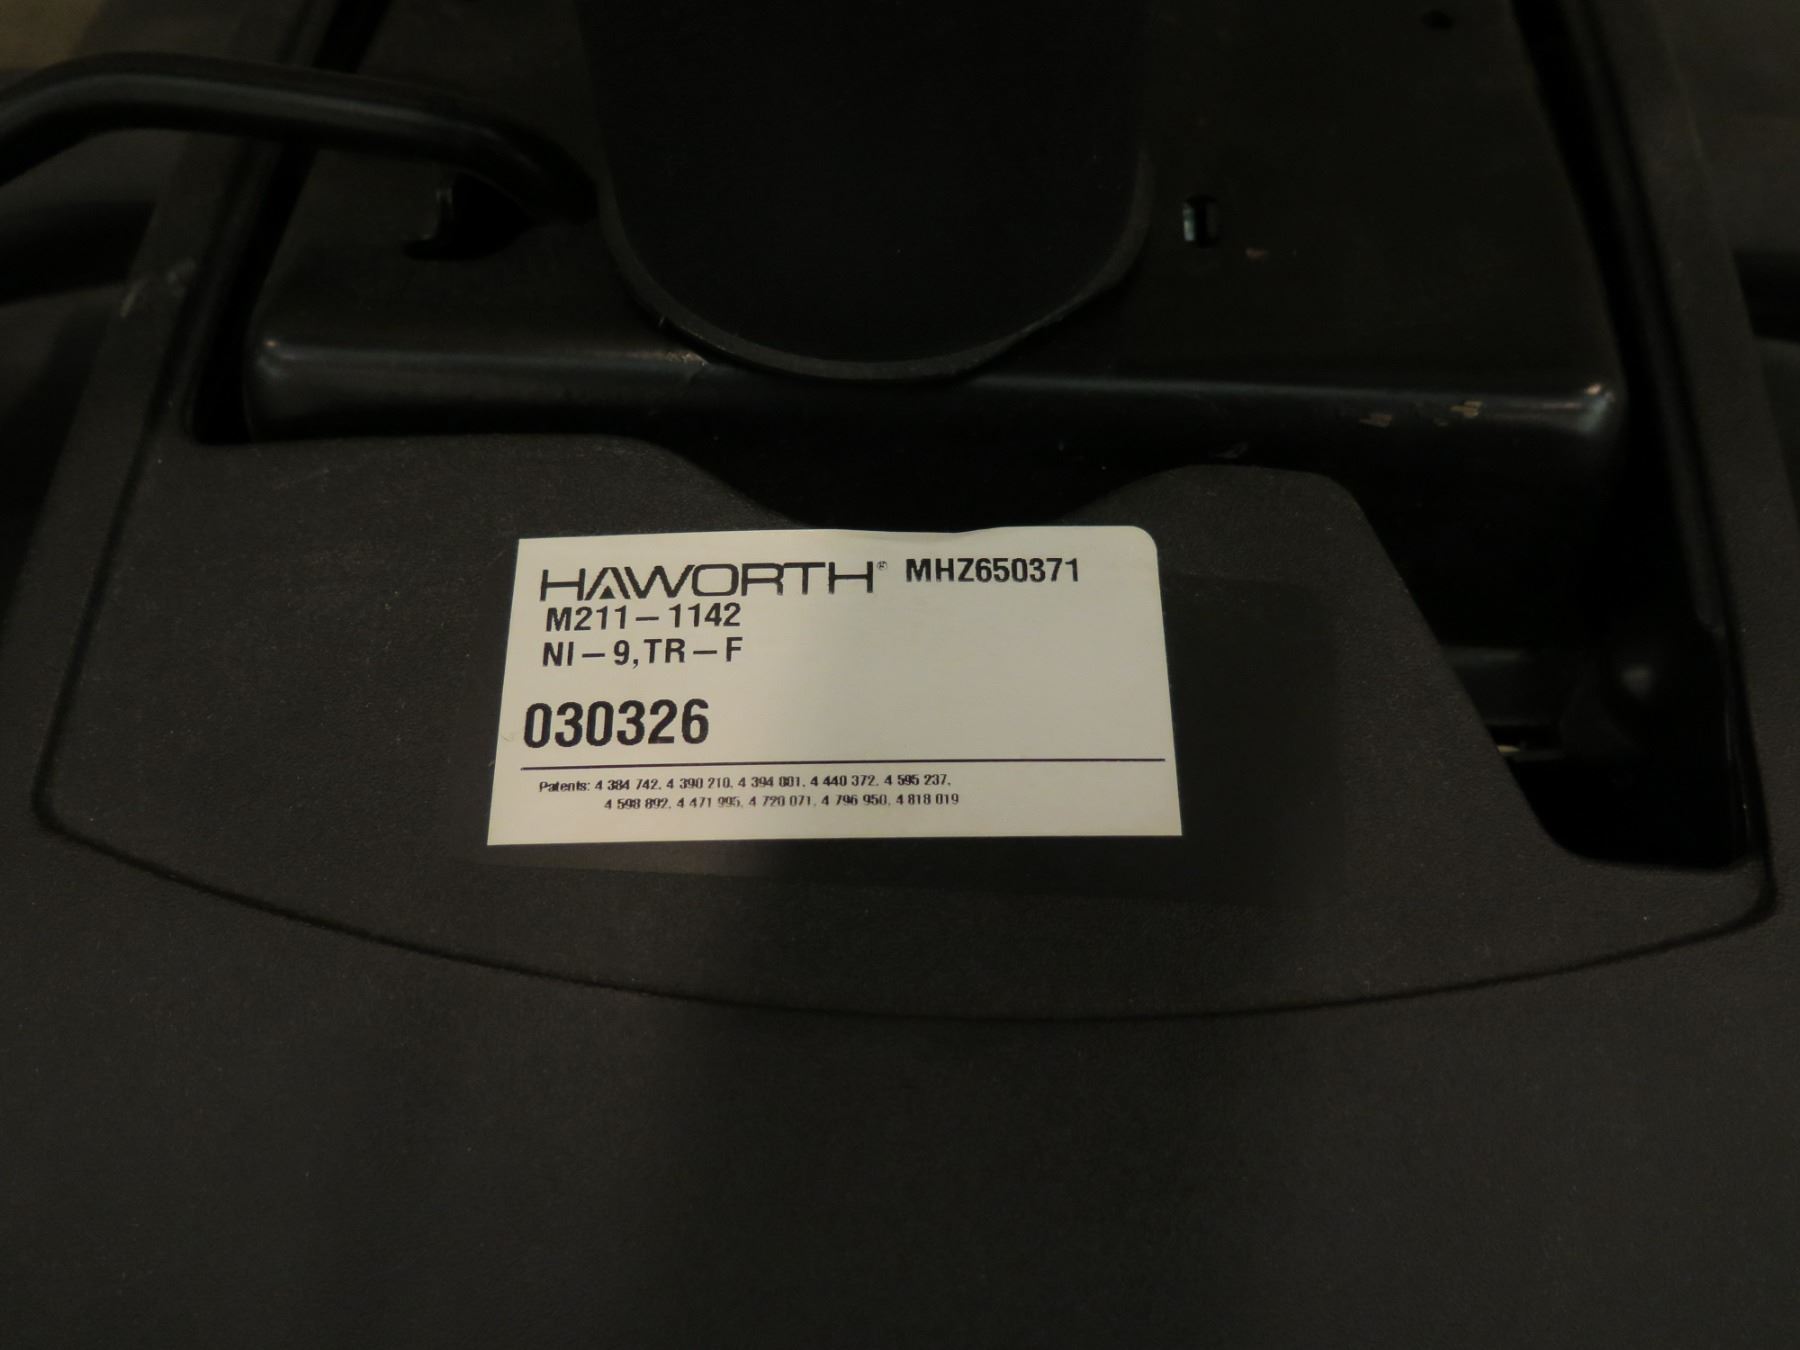 HAWORTH® MHZ650371
M211-1142
NI-9,TR-F
030326
Patents: 4 384 742, 4 390 210, 4 394 001, 4 440 372, 4 595 237,
4 598 892, 4 471 995, 4 720 071, 4 796 950, 4 818 019